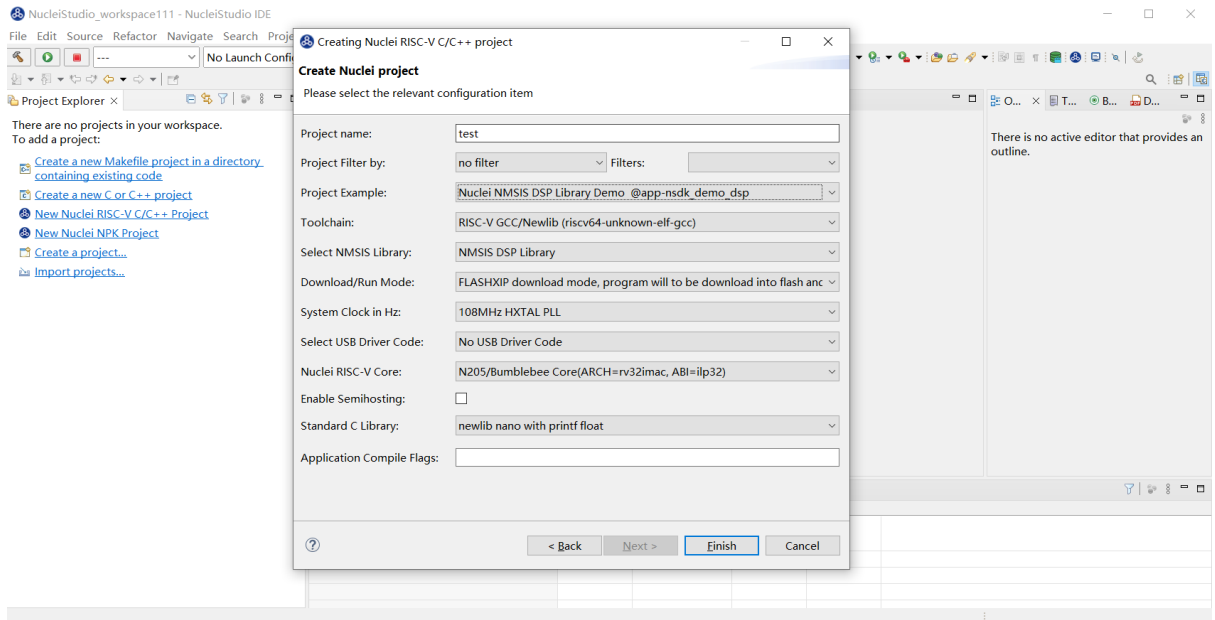 NucleiStudio_workspace111 - NucleiStudio IDE
File Edit Source Refactor Navigate Search Proje
--- No Launch Config
Project Explorer
There are no projects in your workspace.
To add a project:
Create a new Makefile project in a directory
containing existing code
Create a new C or C++ project
New Nuclei RISC-V C/C++ Project
New Nuclei NPK Project
Create a project...
Import projects...
Creating Nuclei RISC-V C/C++ project
Create Nuclei project
Please select the relevant configuration item
Project name: test
Project Filter by: no filter Filters:
Project Example: Nuclei NMSIS DSP Library Demo @app-nsdk_demo_dsp
Toolchain: RISC-V GCC/Newlib (riscv64-unknown-elf-gcc)
Select NMSIS Library: NMSIS DSP Library
Download/Run Mode: FLASHXIP download mode, program will to be download into flash anc
System Clock in Hz: 108MHz HXTAL PLL
Select USB Driver Code: No USB Driver Code
Nuclei RISC-V Core: N205/Bumblebee Core(ARCH=rv32imac, ABI=ilp32)
Enable Semihosting:
Standard C Library: newlib nano with printf float
Application Compile Flags:
< Back Next > Finish Cancel
O... T... B... D...
There is no active editor that provides an
outline.